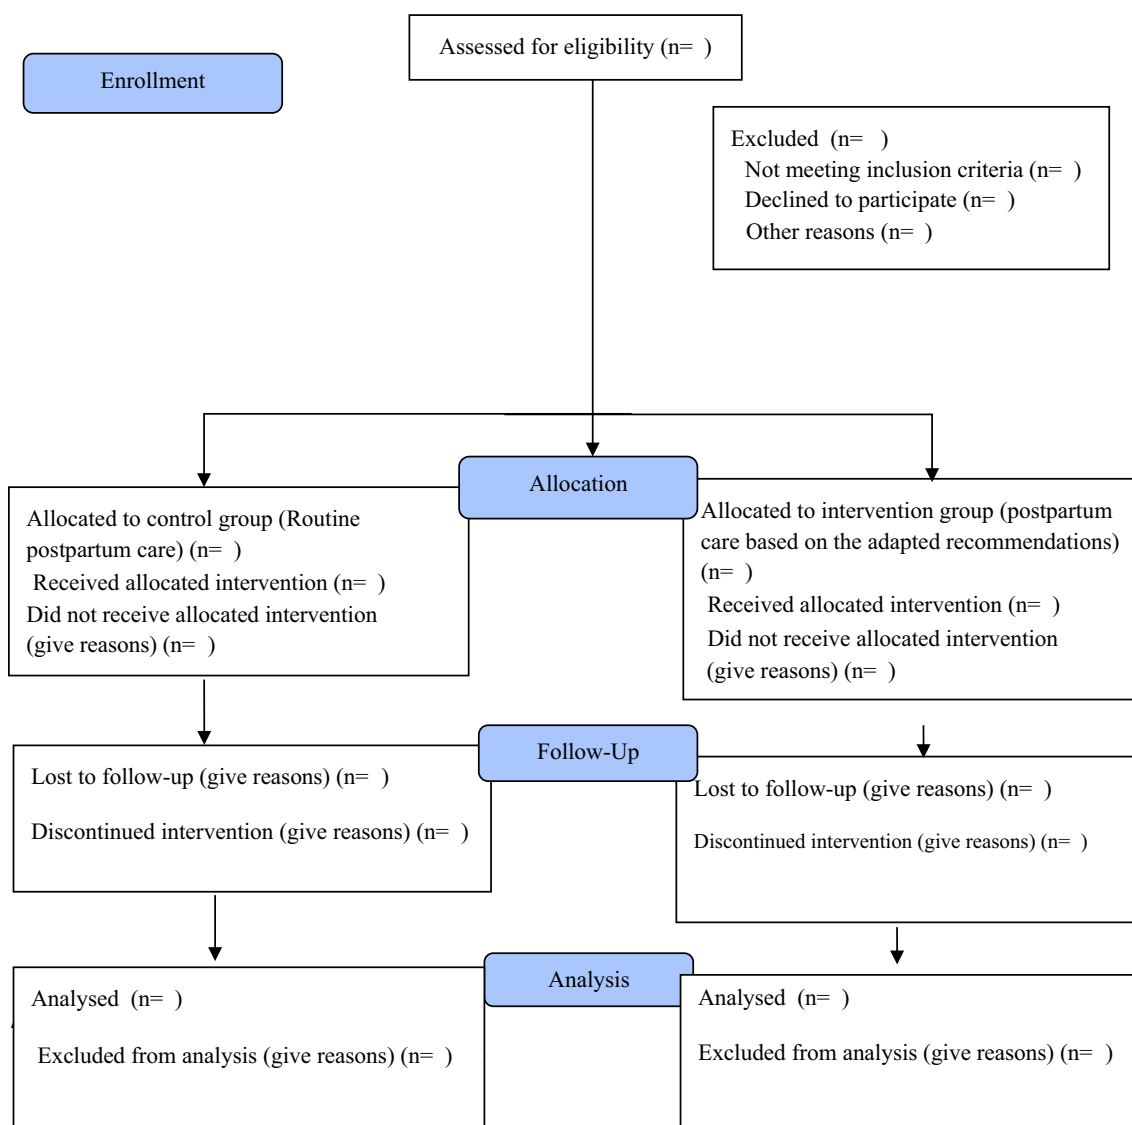 Assessed for eligibility (n=  )
Enrollment
Excluded  (n=   )
Not meeting inclusion criteria (n=  )
Declined to participate (n=  )
Other reasons (n=  )
Allocation
Allocated to control group (Routine
postpartum care) (n=  )
Received allocated intervention (n=  )
Did not receive allocated intervention
(give reasons) (n=  )
Allocated to intervention group (postpartum
care based on the adapted recommendations)
(n=  )
Received allocated intervention (n=  )
Did not receive allocated intervention
(give reasons) (n=  )
Follow-Up
Lost to follow-up (give reasons) (n=  )
Discontinued intervention (give reasons) (n=  )
Lost to follow-up (give reasons) (n=  )
Discontinued intervention (give reasons) (n=  )
Analysis
Analysed  (n=  )
Excluded from analysis (give reasons) (n=  )
Analysed  (n=  )
Excluded from analysis (give reasons) (n=  )